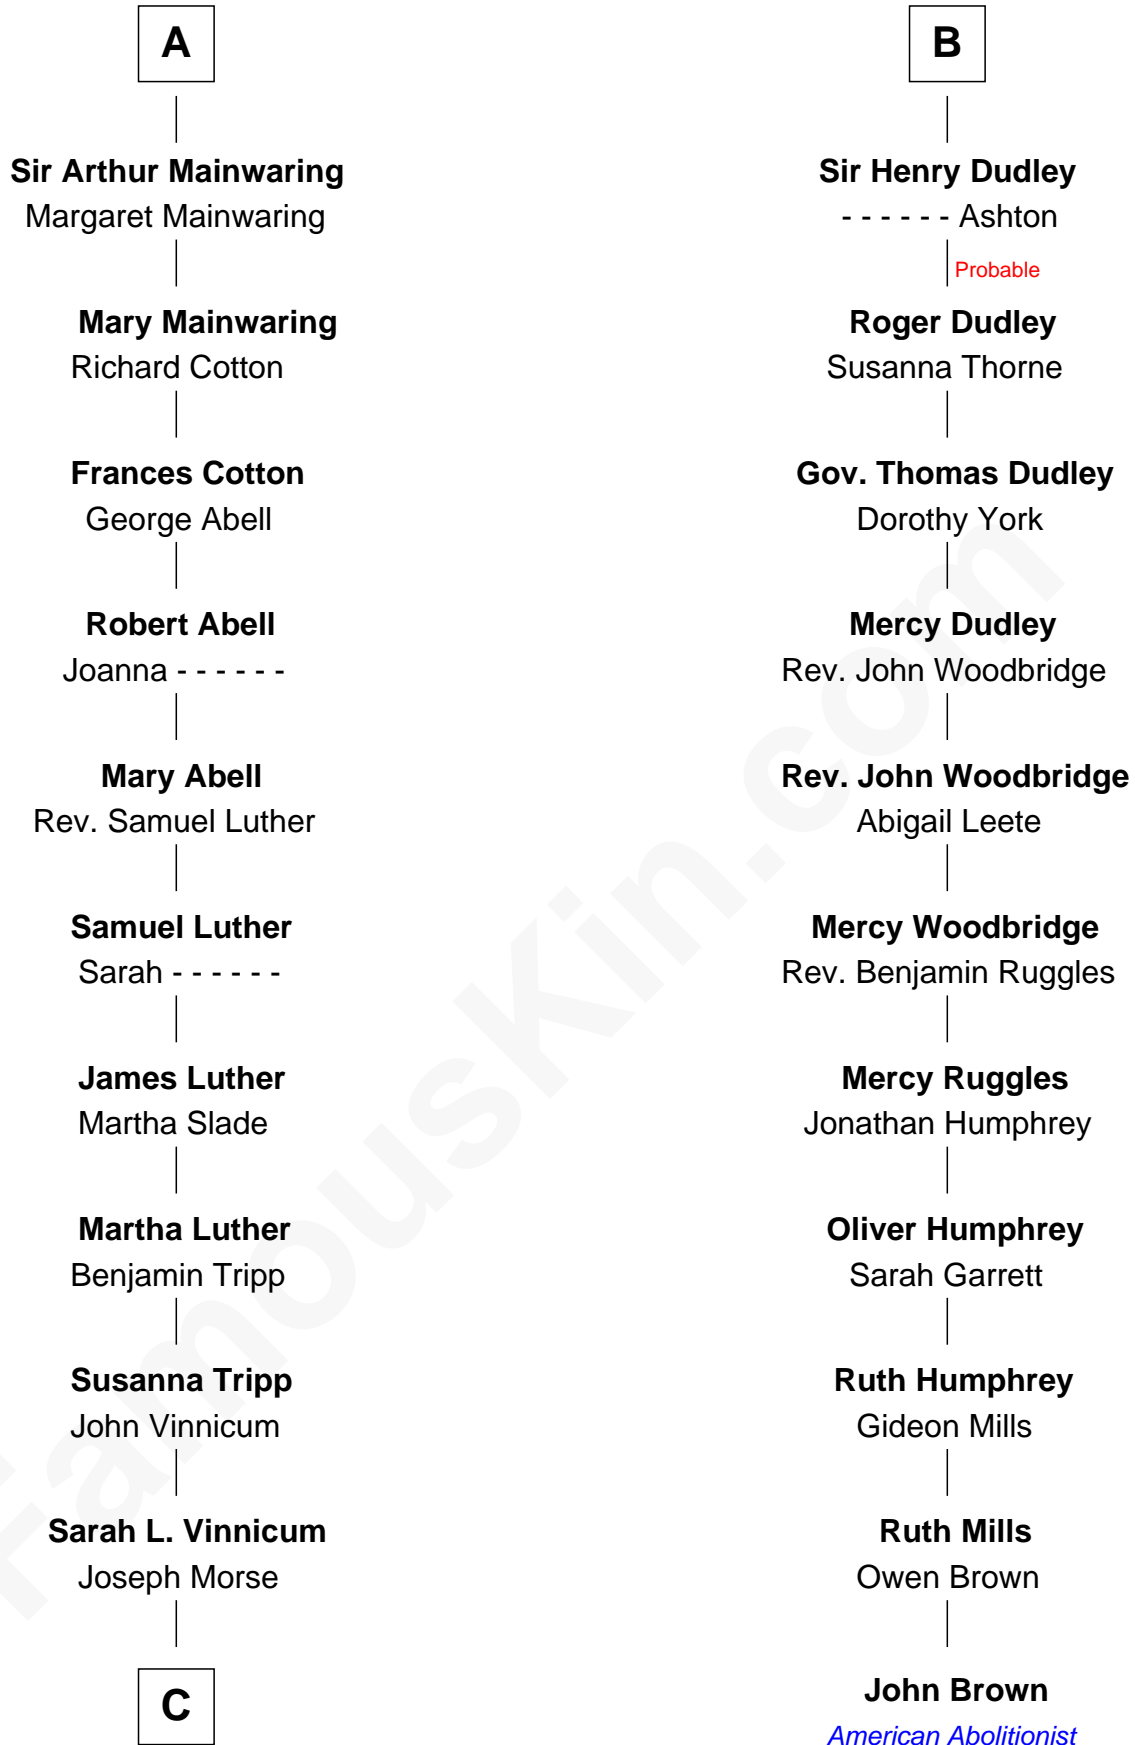 A
Sir Arthur Mainwaring
Margaret Mainwaring
Mary Mainwaring
Richard Cotton
Frances Cotton
George Abell
Robert Abell
Joanna - - - - - -
Mary Abell
Rev. Samuel Luther
Samuel Luther
Sarah - - - - - -
James Luther
Martha Slade
Martha Luther
Benjamin Tripp
Susanna Tripp
John Vinnicum
Sarah L. Vinnicum
Joseph Morse
C
B
Sir Henry Dudley
- - - - - - Ashton
Probable
Roger Dudley
Susanna Thorne
Gov. Thomas Dudley
Dorothy York
Mercy Dudley
Rev. John Woodbridge
Rev. John Woodbridge
Abigail Leete
Mercy Woodbridge
Rev. Benjamin Ruggles
Mercy Ruggles
Jonathan Humphrey
Oliver Humphrey
Sarah Garrett
Ruth Humphrey
Gideon Mills
Ruth Mills
Owen Brown
John Brown
American Abolitionist
FamousKin.com